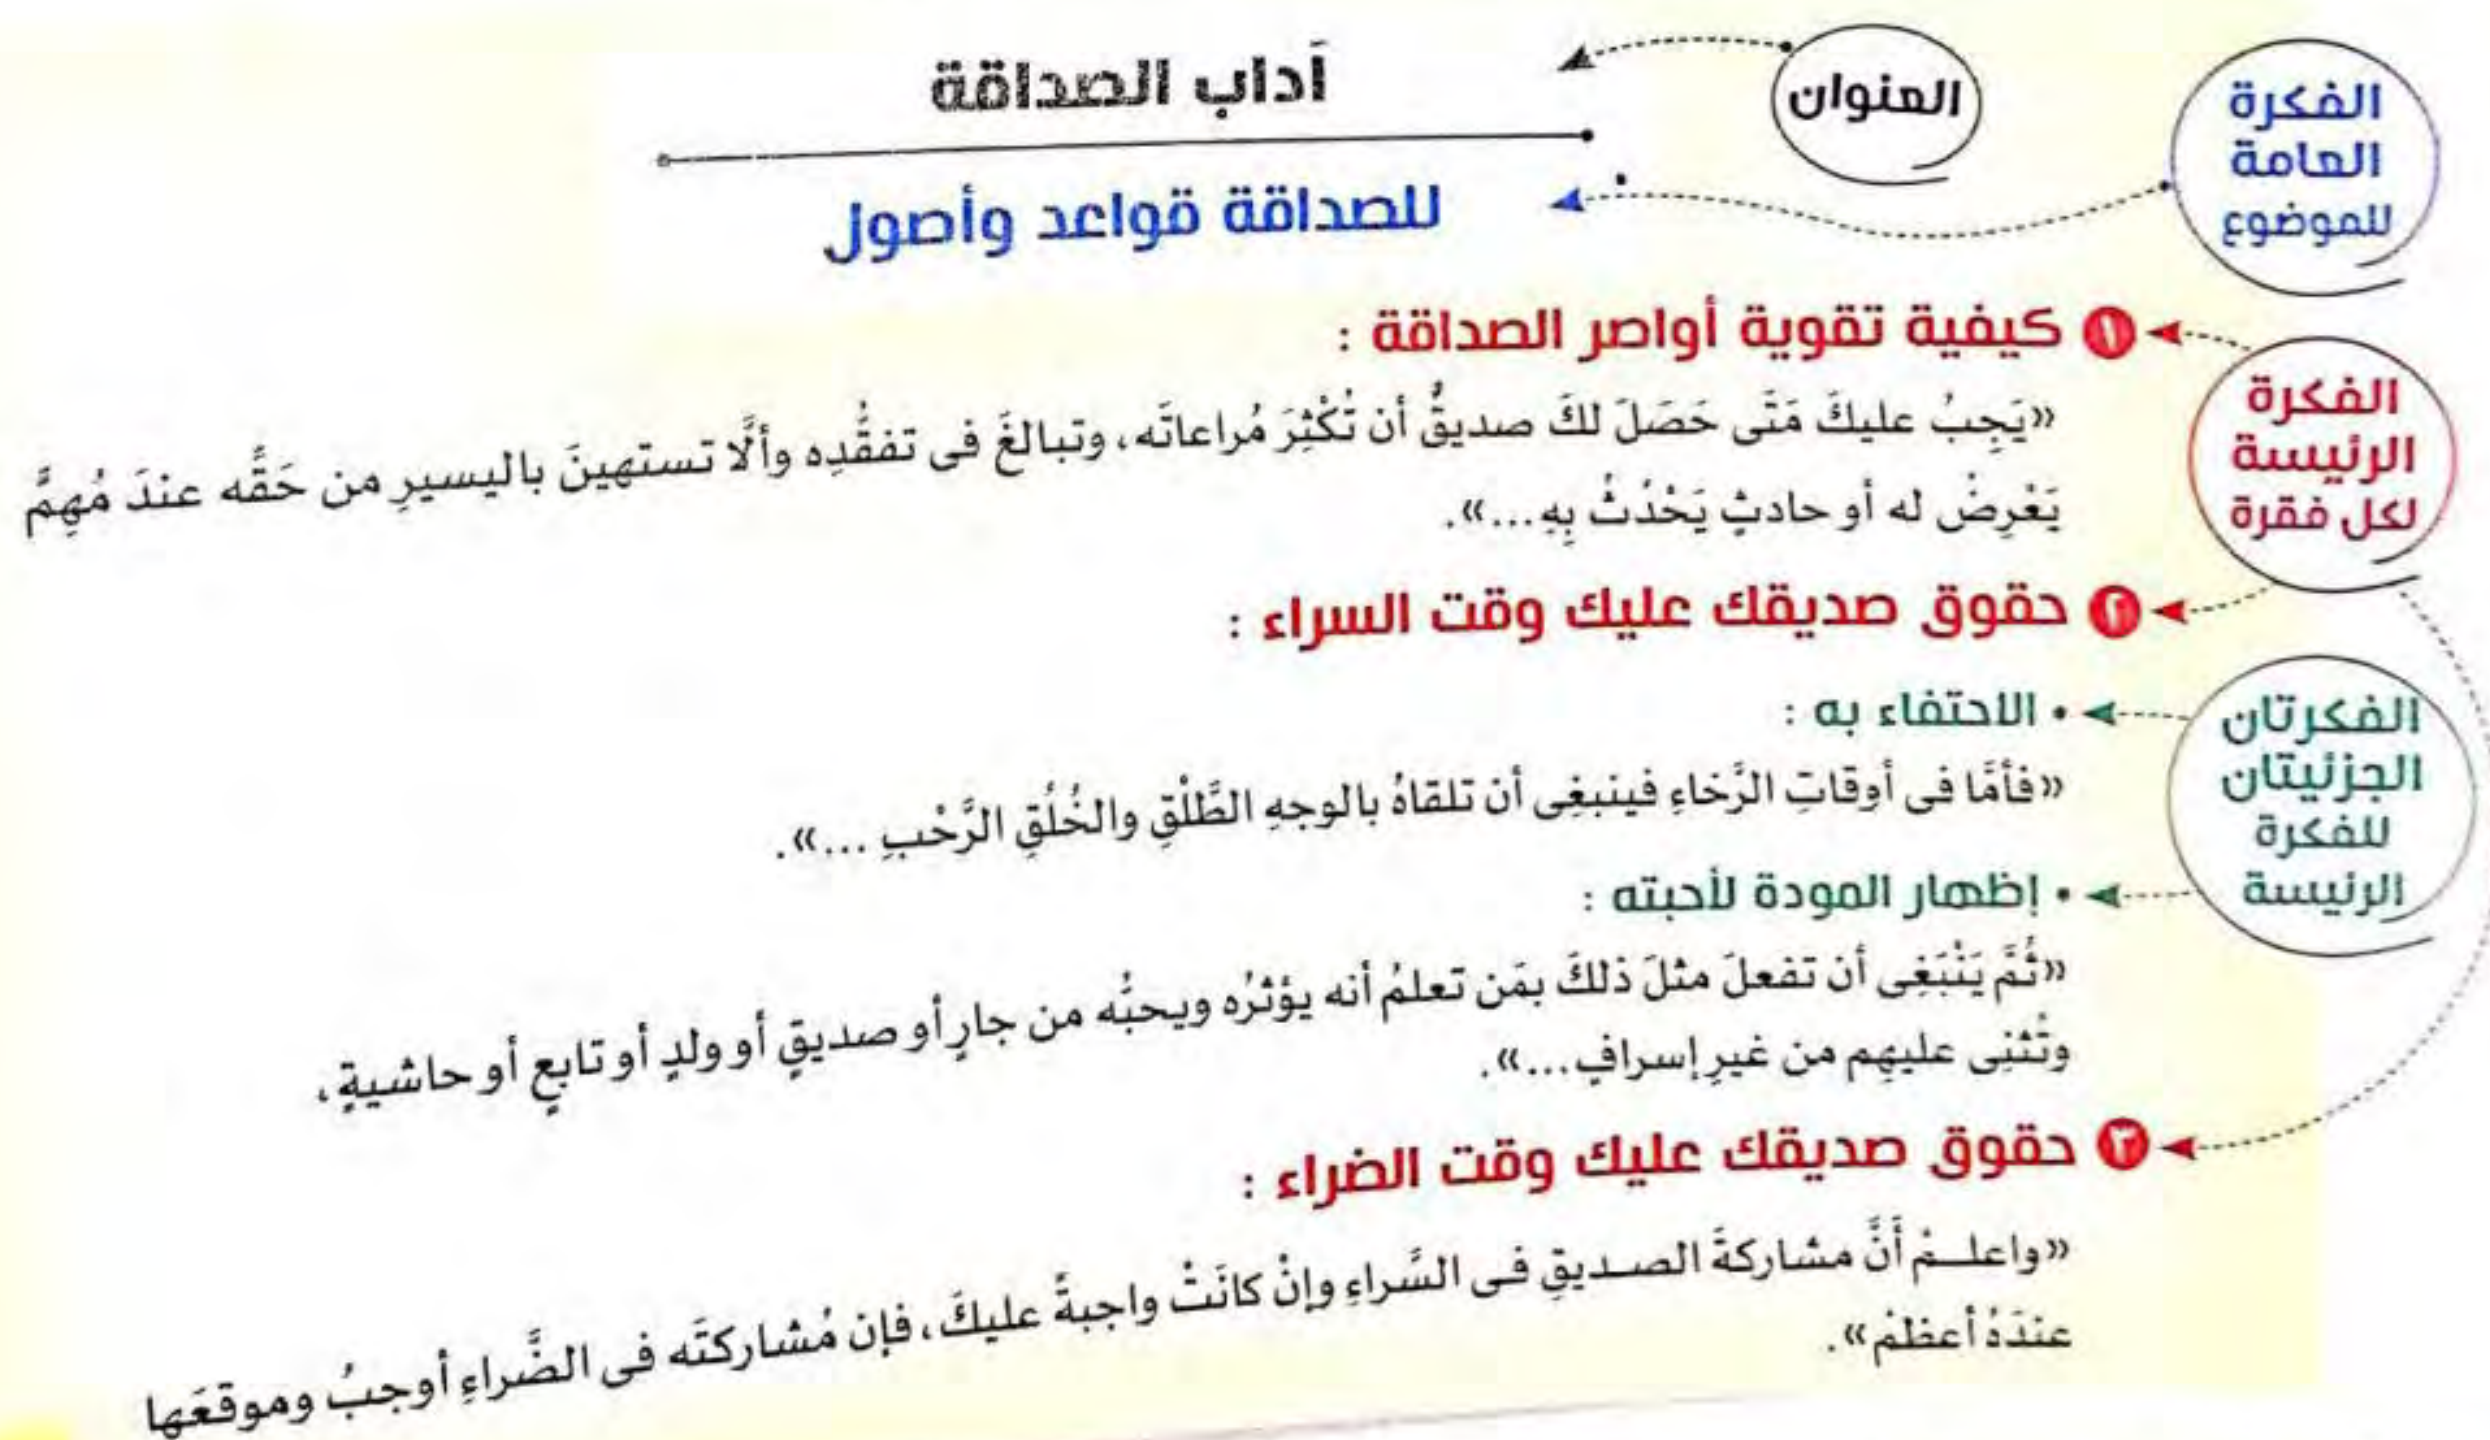 العنوان
آداب الصداقة
الفكرة
العامة
للموضوع
للصداقة قواعد وأصول
الفكرة
الرئيسة
لكل فقرة
١ كيفية تقوية أواصر الصداقة :
«يَجِبُ عليكَ مَتَى حَصَلَ لكَ صديقٌ أن تُكْثِرَ مُراعاتَه، وتبالغَ فى تفقُّدِه وألَّا تستهينَ باليسيرِ من حَقِّه عندَ مُهِمٍّ
يَعْرِضُ له أو حادثٍ يَحْدُثُ بِهِ...».
٢ حقوق صديقك عليك وقت السراء :
الفكرتان
الجزئيتان
للفكرة
الرئيسة
• الاحتفاء به :
«فأمَّا فى أوقاتِ الرَّخاءِ فينبغِى أن تلقاهُ بالوجهِ الطَّلْقِ والخُلُقِ الرَّحْبِ ...».
• إظهار المودة لأحبته :
«ثُمَّ يَنْبَغِى أن تفعلَ مثلَ ذلكَ بمَن تعلمُ أنه يؤثرُه ويحبُّه من جارٍ أو صديقٍ أو ولدٍ أو تابعٍ أو حاشيةٍ،
وتُثنِى عليهِم من غيرِ إسرافٍ...».
٣ حقوق صديقك عليك وقت الضراء :
«واعلـمْ أَنَّ مشاركةَ الصـديقِ فـى السَّراءِ وإنْ كانَتْ واجبةً عليكَ، فإن مُشاركتَه فى الضَّراءِ أوجبُ وموقعَها
عندَهُ أعظمُ».